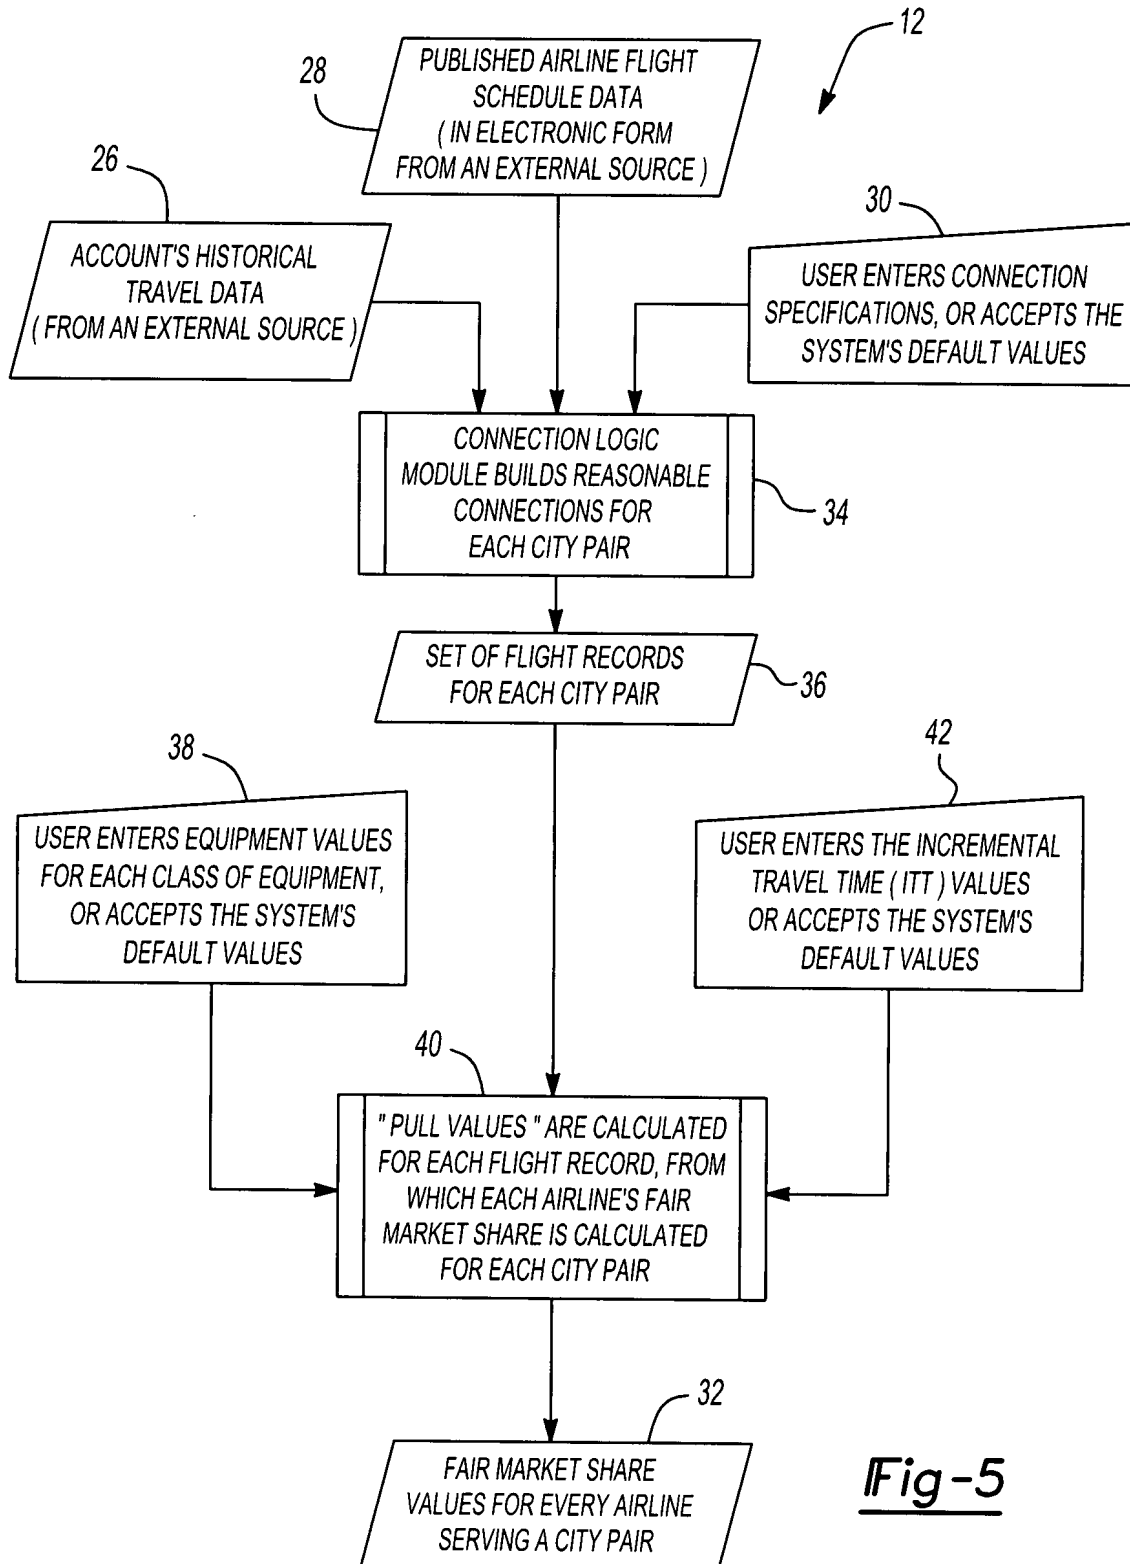 12
PUBLISHED AIRLINE FLIGHT
SCHEDULE DATA
( IN ELECTRONIC FORM
FROM AN EXTERNAL SOURCE )
28
26
ACCOUNT'S HISTORICAL
TRAVEL DATA
( FROM AN EXTERNAL SOURCE )
30
USER ENTERS CONNECTION
SPECIFICATIONS, OR ACCEPTS THE
SYSTEM'S DEFAULT VALUES
CONNECTION LOGIC
MODULE BUILDS REASONABLE
CONNECTIONS FOR
EACH CITY PAIR
34
SET OF FLIGHT RECORDS
FOR EACH CITY PAIR
36
38
USER ENTERS EQUIPMENT VALUES
FOR EACH CLASS OF EQUIPMENT,
OR ACCEPTS THE SYSTEM'S
DEFAULT VALUES
42
USER ENTERS THE INCREMENTAL
TRAVEL TIME ( ITT ) VALUES
OR ACCEPTS THE SYSTEM'S
DEFAULT VALUES
40
" PULL VALUES " ARE CALCULATED
FOR EACH FLIGHT RECORD, FROM
WHICH EACH AIRLINE'S FAIR
MARKET SHARE IS CALCULATED
FOR EACH CITY PAIR
32
FAIR MARKET SHARE
VALUES FOR EVERY AIRLINE
SERVING A CITY PAIR
Fig-5